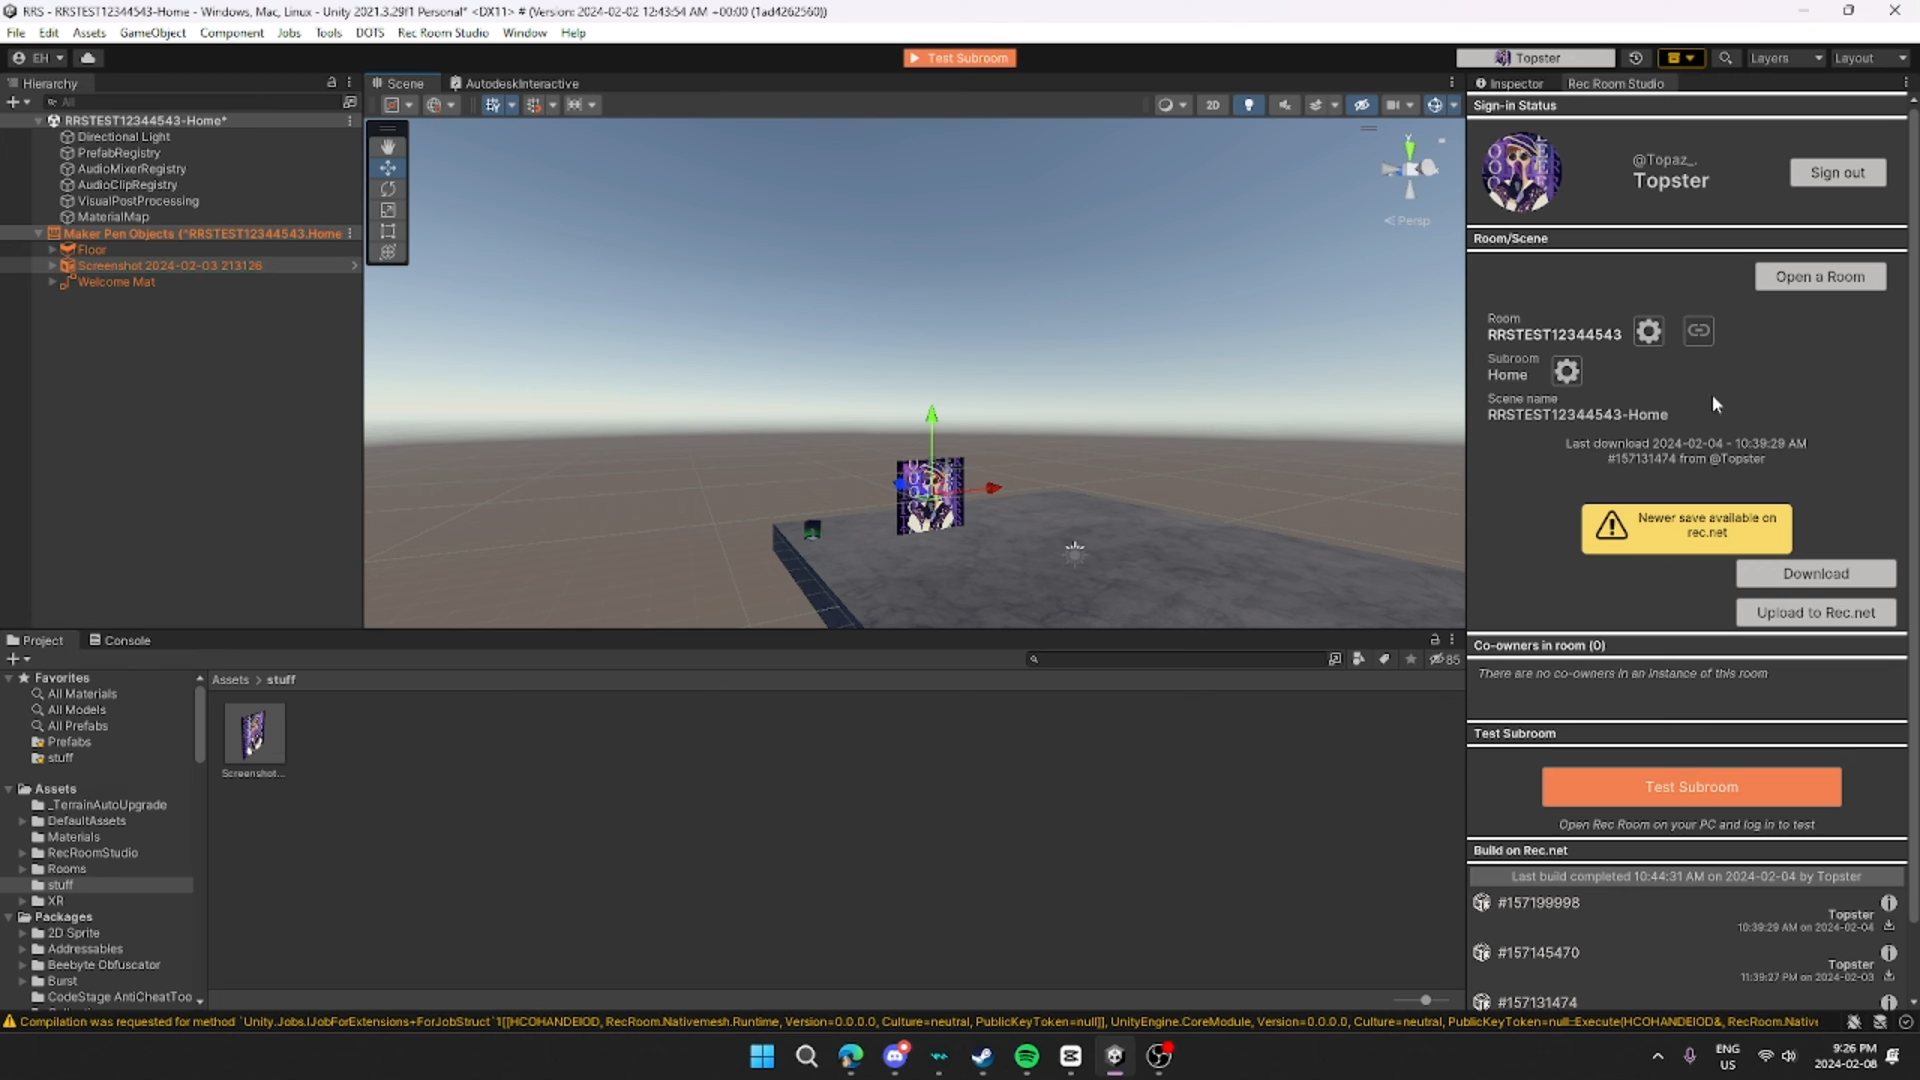 RRS - RRSTEST12344543-Home - Windows, Mac, Linux - Unity 2021.3.29f1 Personal* <DX11> # (Version: 2024-02-02 12:43:54 AM -+00:00 (1ad4262560))
File Edit Assets GameObject Component Jobs Tools DOTS Rec Room Studio Window Help
EH
Test Subroom
Topster
Layers
Layout
Hierarchy
Scene
AutodeskInteractive
Inspector
Rec Room Studio
All
2D
RRSTEST12344543-Home*
Directional Light
PrefabRegistry
AudioMixerRegistry
AudioClipRegistry
VisualPostProcessing
MaterialMap
Maker Pen Objects (*RRSTEST12344543.Home
Floor
Screenshot 2024-02-03 213126
Welcome Mat
y
< Persp
Sign-in Status
@Topaz_.
Topster
Sign out
Room/Scene
Open a Room
Room
RRSTEST12344543
Subroom
Home
Scene name
RRSTEST12344543-Home
Last download 2024-02-04 - 10:39:29 AM
#157131474 from @Topster
Newer save available on
rec.net
Download
Upload to Rec.net
Co-owners in room (0)
There are no co-owners in an instance of this room
Test Subroom
Test Subroom
Open Rec Room on your PC and log in to test
Build on Rec.net
Last build completed 10:44:31 AM on 2024-02-04 by Topster
#157199998
Topster
10:39:29 AM on 2024-02-04
#157145470
Topster
11:39:27 PM on 2024-02-03
#157131474
Project
Console
85
Favorites
All Materials
All Models
All Prefabs
Prefabs
stuff
Assets
_TerrainAutoUpgrade
DefaultAssets
Materials
RecRoomStudio
Rooms
stuff
XR
Packages
2D Sprite
Addressables
Beebyte Obfuscator
Burst
CodeStage AntiCheatToo
Assets > stuff
Screenshot...
Compilation was requested for method `Unity.Jobs.IJobForExtensions+ForJobStruct`1[[HCOHANDEIOD, RecRoom.Nativemesh.Runtime, Version=0.0.0.0, Culture=neutral, PublicKeyToken=null]], UnityEngine.CoreModule, Version=0.0.0.0, Culture=neutral, PublicKeyToken=null::Execute(HCOHANDEIOD&, RecRoom.Native
ENG
US
9:26 PM
2024-02-08